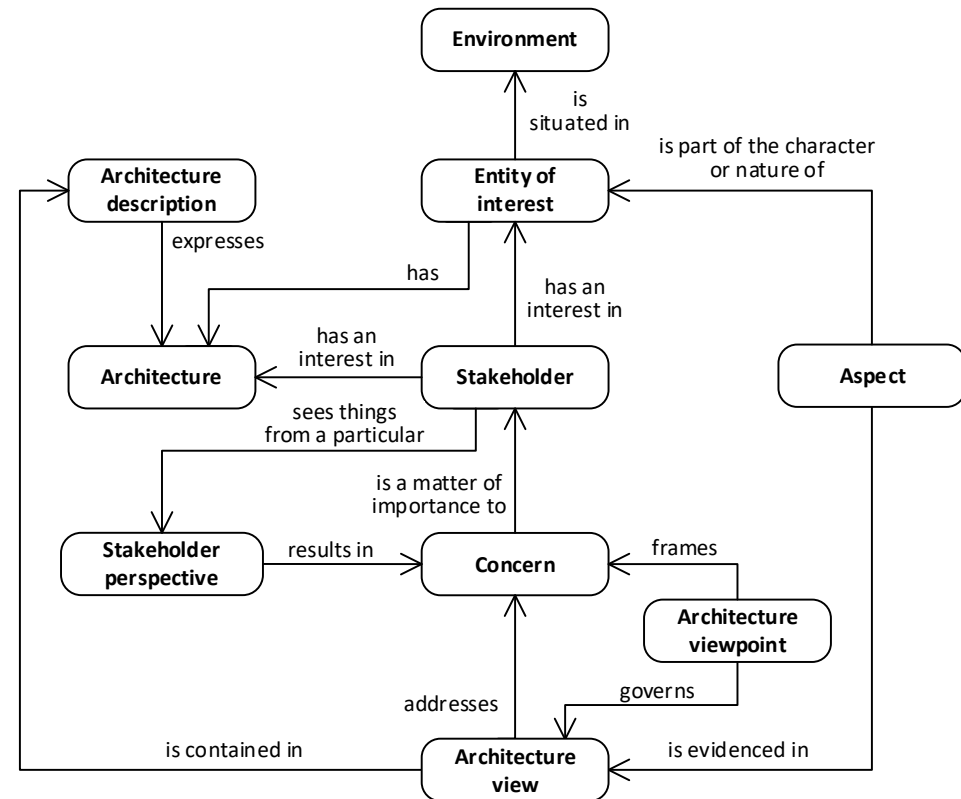 Environment
is
situated in
is part of the character
or nature of
Architecture
description
Entity of
interest
expresses
has
has an
interest in
has an
interest in
Architecture
Stakeholder
Aspect
sees things
from a particular
is a matter of
importance to
Stakeholder
perspective
results in
Concern
frames
Architecture
viewpoint
governs
addresses
is contained in
Architecture
view
is evidenced in